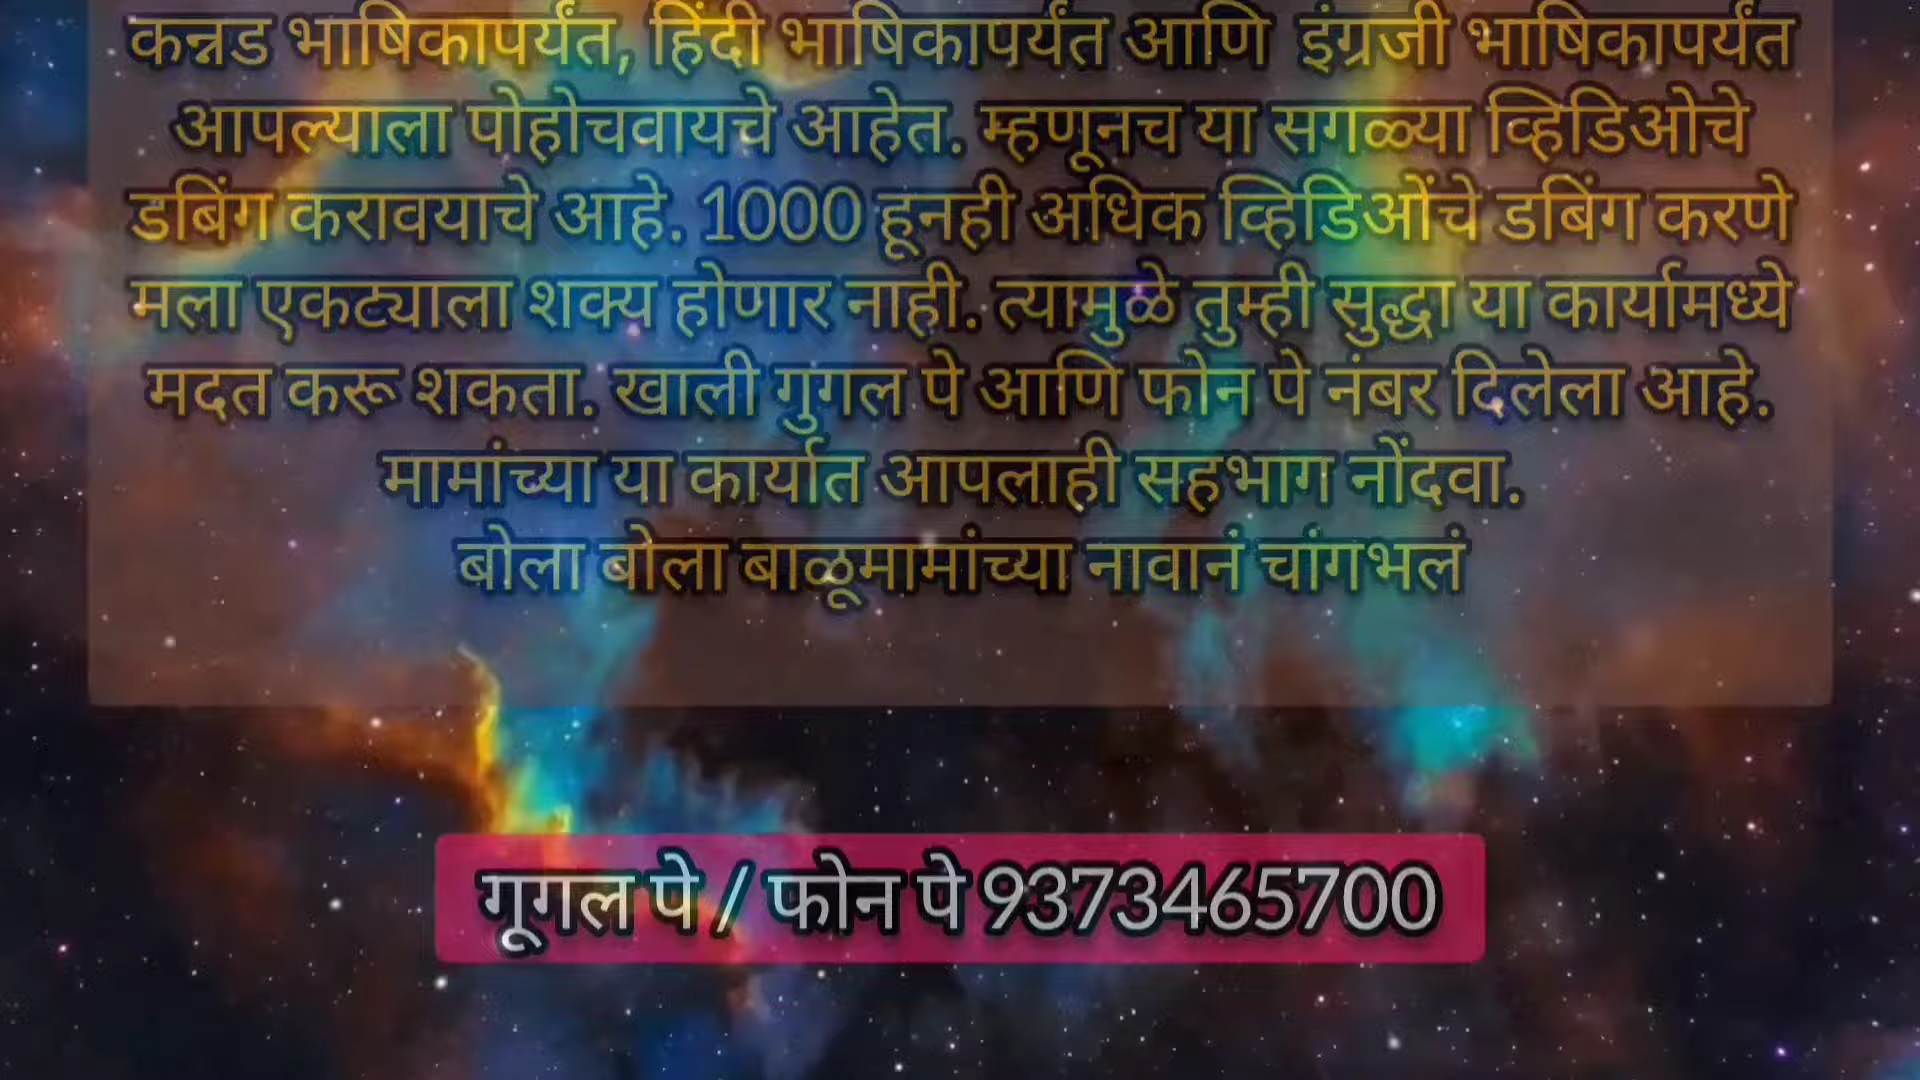 कन्नड भाषिकापर्यंत, हिंदी भाषिकापर्यंत आणि इंग्रजी भाषिकापर्यंत
आपल्याला पोहोचवायचे आहेत. म्हणूनच या सगळ्या व्हिडिओचे
डबिंग करावयाचे आहे. 1000 हूनही अधिक व्हिडिओंचे डबिंग करणे
मला एकट्याला शक्य होणार नाही. त्यामुळे तुम्ही सुद्धा या कार्यामध्ये
मदत करू शकता. खाली गुगल पे आणि फोन पे नंबर दिलेला आहे.
मामांच्या या कार्यात आपलाही सहभाग नोंदवा.
बोला बोला बाळूमामांच्या नावानं चांगभलं
गूगल पे / फोन पे 9373465700